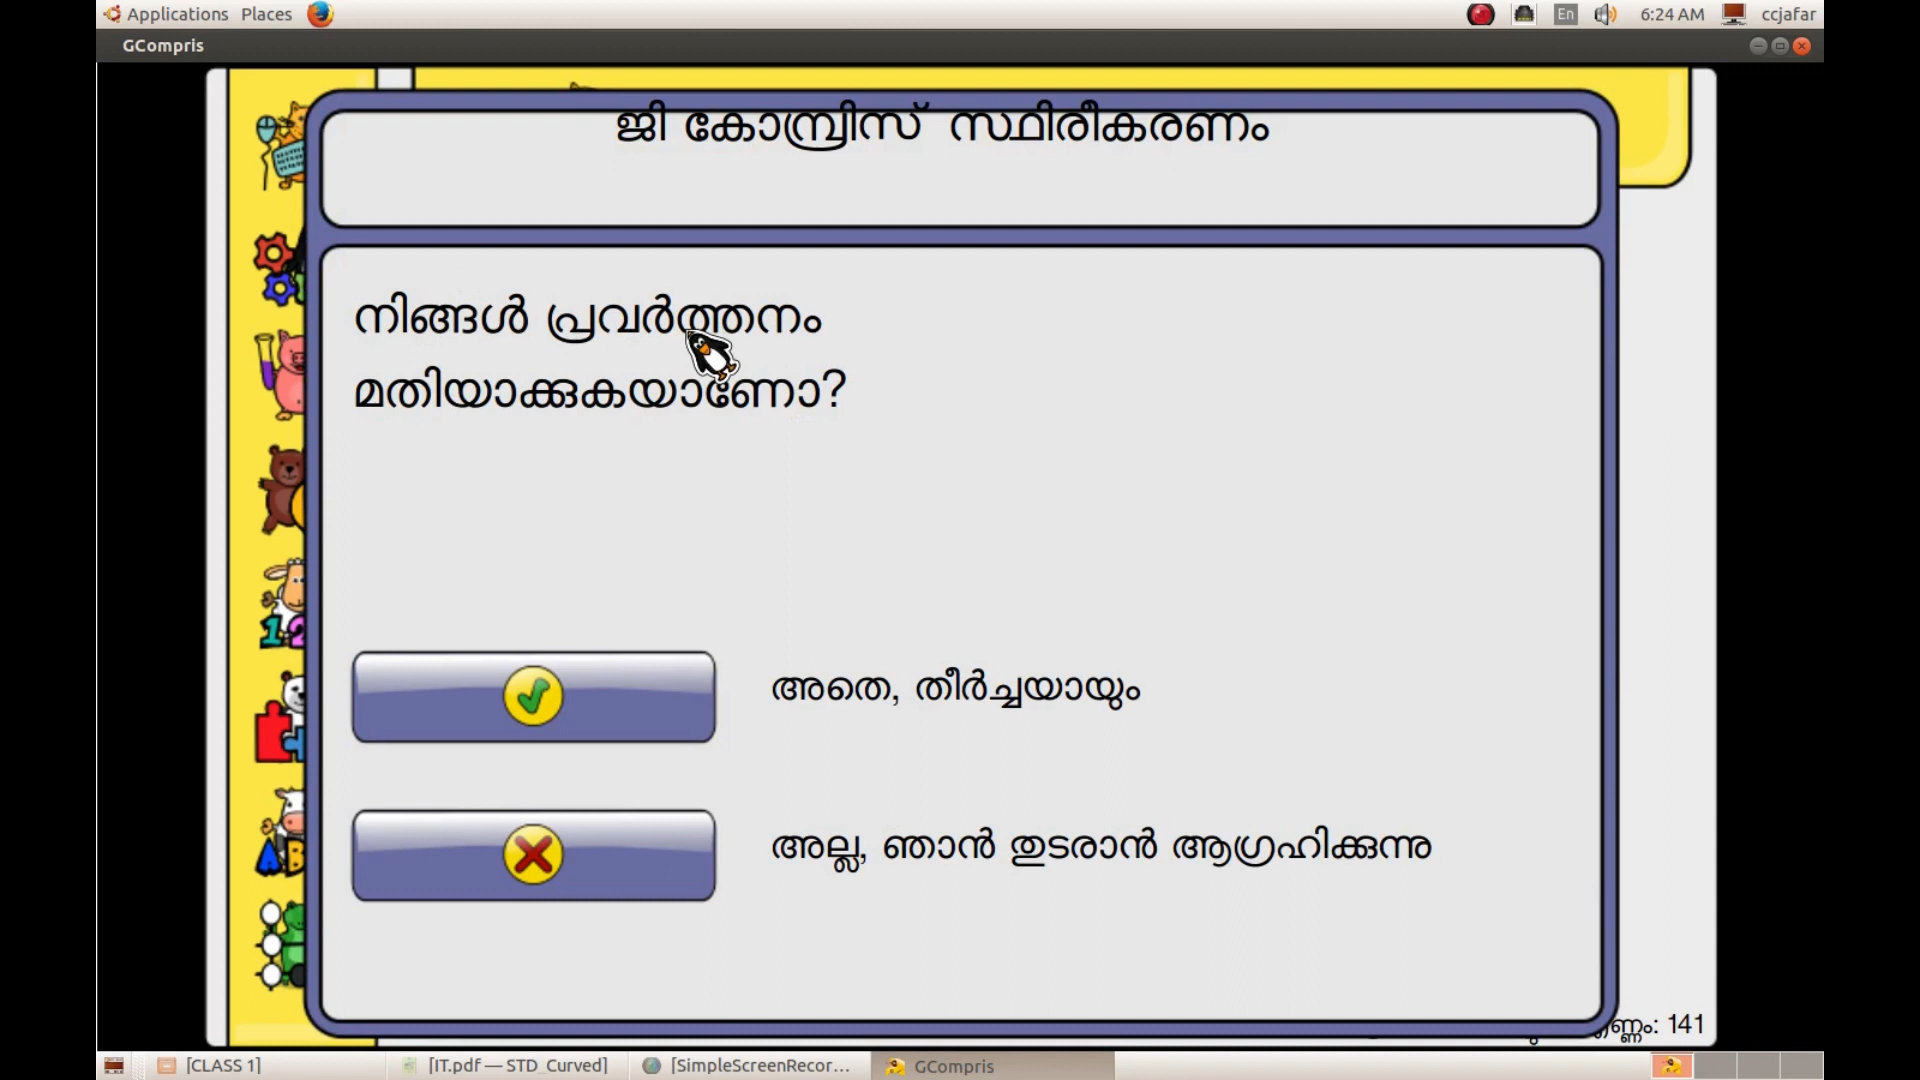 Applications Places En 6:24 AM ccjafar
GCompris
ജി കോമ്പ്രിസ് സ്ഥിരീകരണം
നിങ്ങൾ പ്രവർത്തനം
മതിയാക്കുകയാണോ?
അതെ, തീർച്ചയായും
അല്ല, ഞാൻ തുടരാൻ ആഗ്രഹിക്കുന്നു
141
[CLASS 1] [IT.pdf — STD_Curved] [SimpleScreenRecor... GCompris